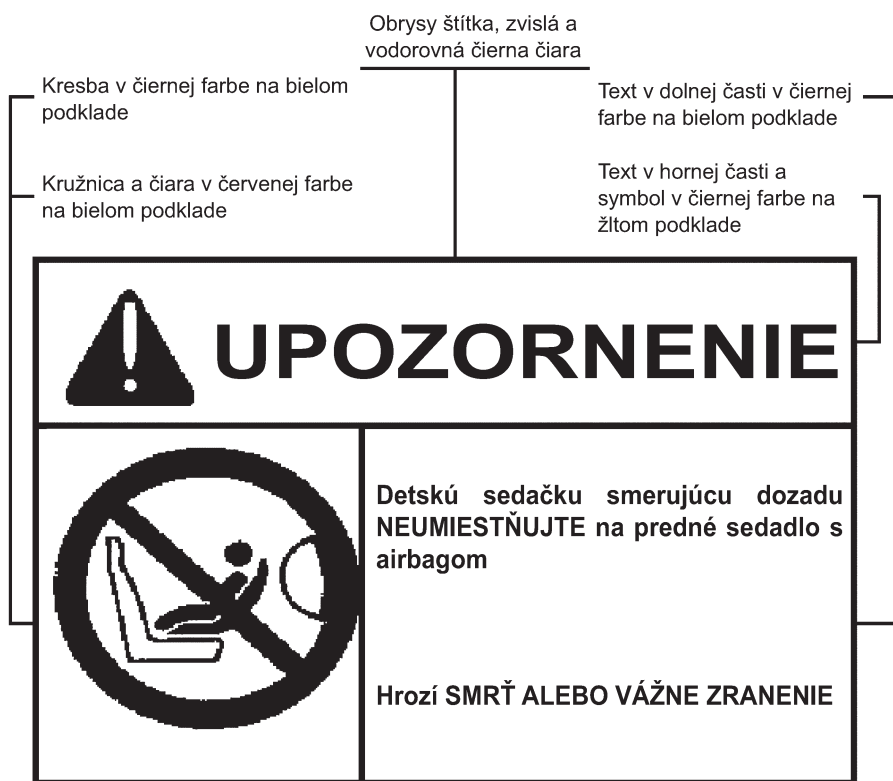 Obrysy štítka, zvislá a
vodorovná čierna čiara
Kresba v čiernej farbe na bielom
podklade
Text v dolnej časti v čiernej
farbe na bielom podklade
Kružnica a čiara v červenej farbe
na bielom podklade
Text v hornej časti a
symbol v čiernej farbe na
žltom podklade
UPOZORNENIE
Detskú sedačku smerujúcu dozadu
NEUMIESTŇUJTE na predné sedadlo s
airbagom
Hrozí SMRŤ ALEBO VÁŽNE ZRANENIE